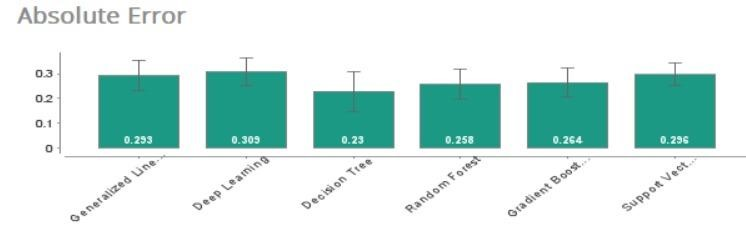 Absolute Error
0.3
0.2
0.1
0
0.293
0.309
0.23
0.258
0.264
0.296
Generalized Line...
Deep Learning
Decision Tree
Random Forest
Gradient Boost...
Support Vect...